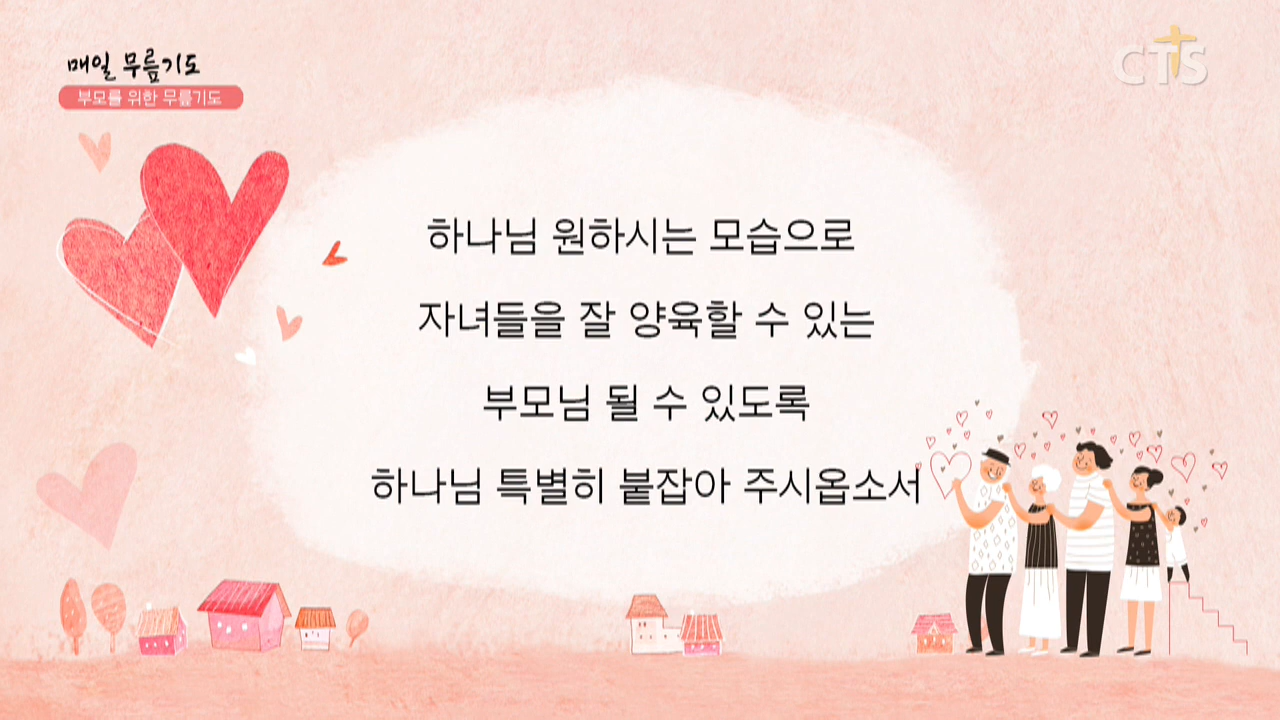 매일 무릎기도
부모를 위한 무릎기도
CTS
하나님 원하시는 모습으로
자녀들을 잘 양육할 수 있는
부모님 될 수 있도록
하나님 특별히 붙잡아 주시옵소서